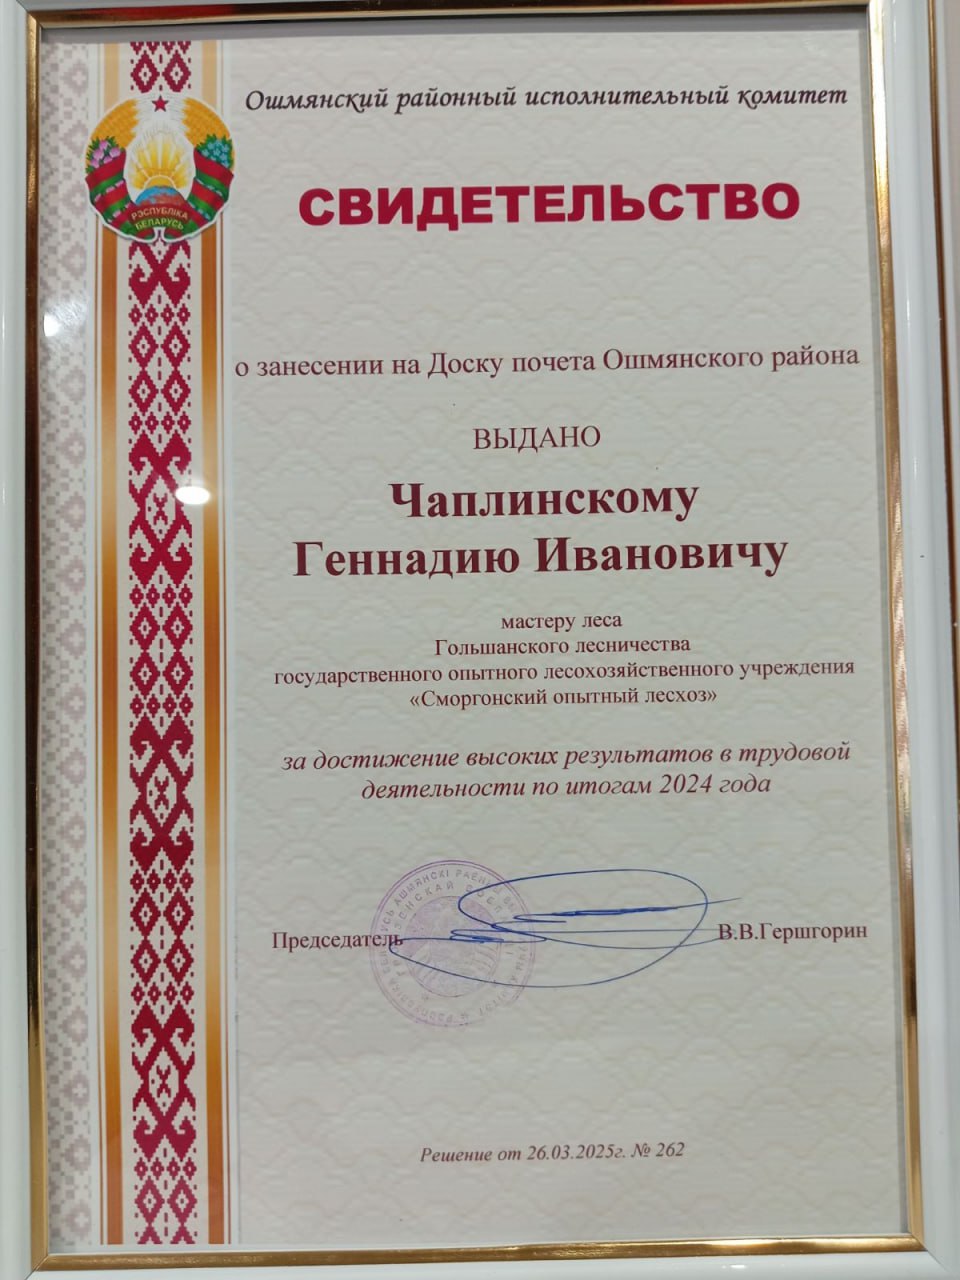 Ошмянский районный исполнительный комитет
РЭСПУБЛІКА
БЕЛАРУСЬ
СВИДЕТЕЛЬСТВО
о занесении на Доску почета Ошмянского района
ВЫДАНО
Чаплинскому
Геннадию Ивановичу
мастеру леса
Гольшанского лесничества
государственного опытного лесохозяйственного учреждения
«Сморгонский опытный лесхоз»
за достижение высоких результатов в трудовой
деятельности по итогам 2024 года
Председатель
В.В.Гершгорин
Решение от 26.03.2025г. № 262